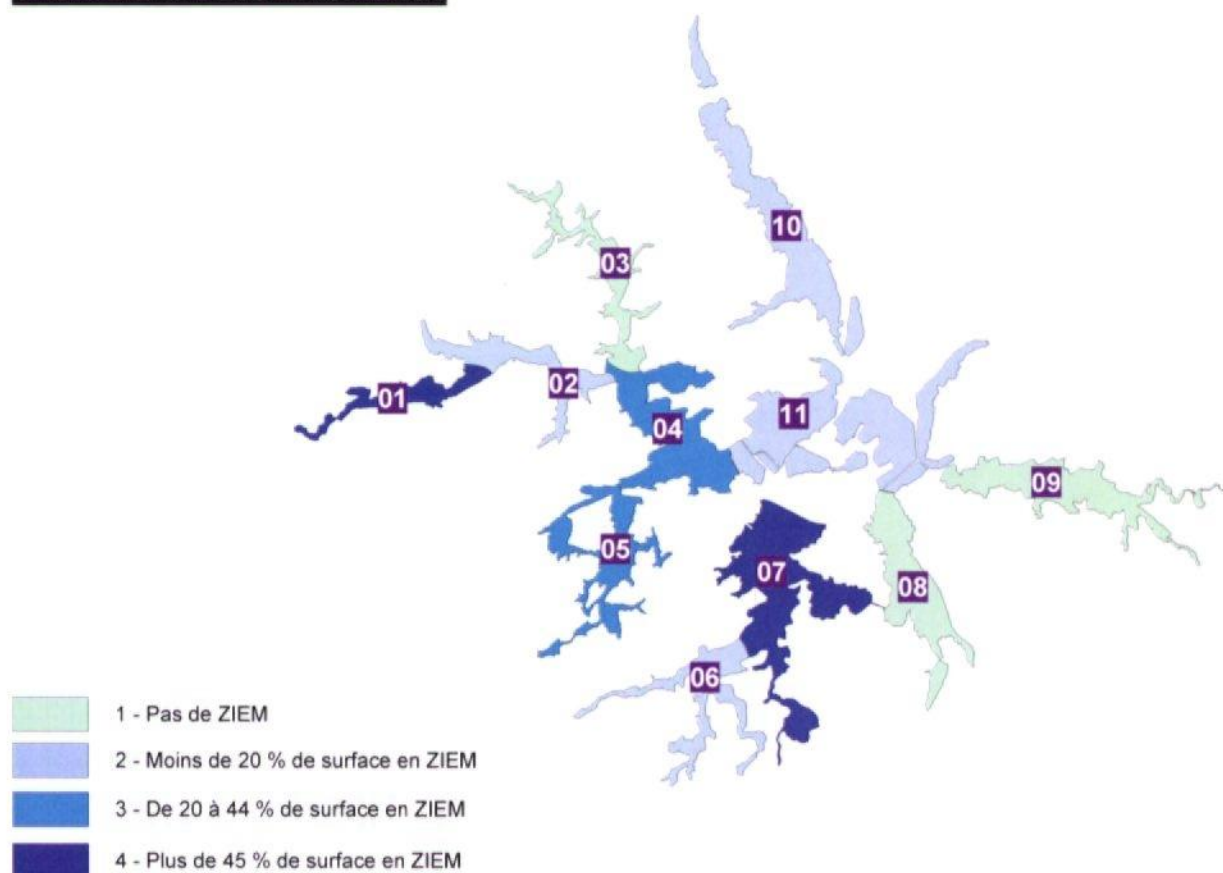 10
03
02
01
11
04
09
05
07
08
06
1 - Pas de ZIEM
2 - Moins de 20 % de surface en ZIEM
3 - De 20 à 44 % de surface en ZIEM
4 - Plus de 45 % de surface en ZIEM